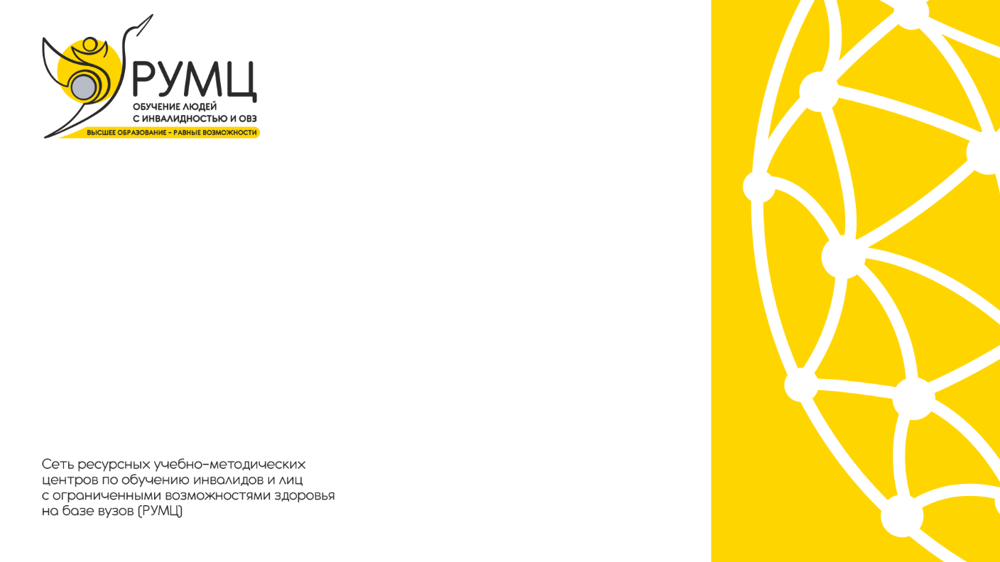 РУМЦ
ОБУЧЕНИЕ ЛЮДЕЙ
С ИНВАЛИДНОСТЬЮ И ОВЗ
ВЫСШЕЕ ОБРАЗОВАНИЕ - РАВНЫЕ ВОЗМОЖНОСТИ
Сеть ресурсных учебно-методических
центров по обучению инвалидов и лиц
с ограниченными возможностями здоровья
на базе вузов (РУМЦ)